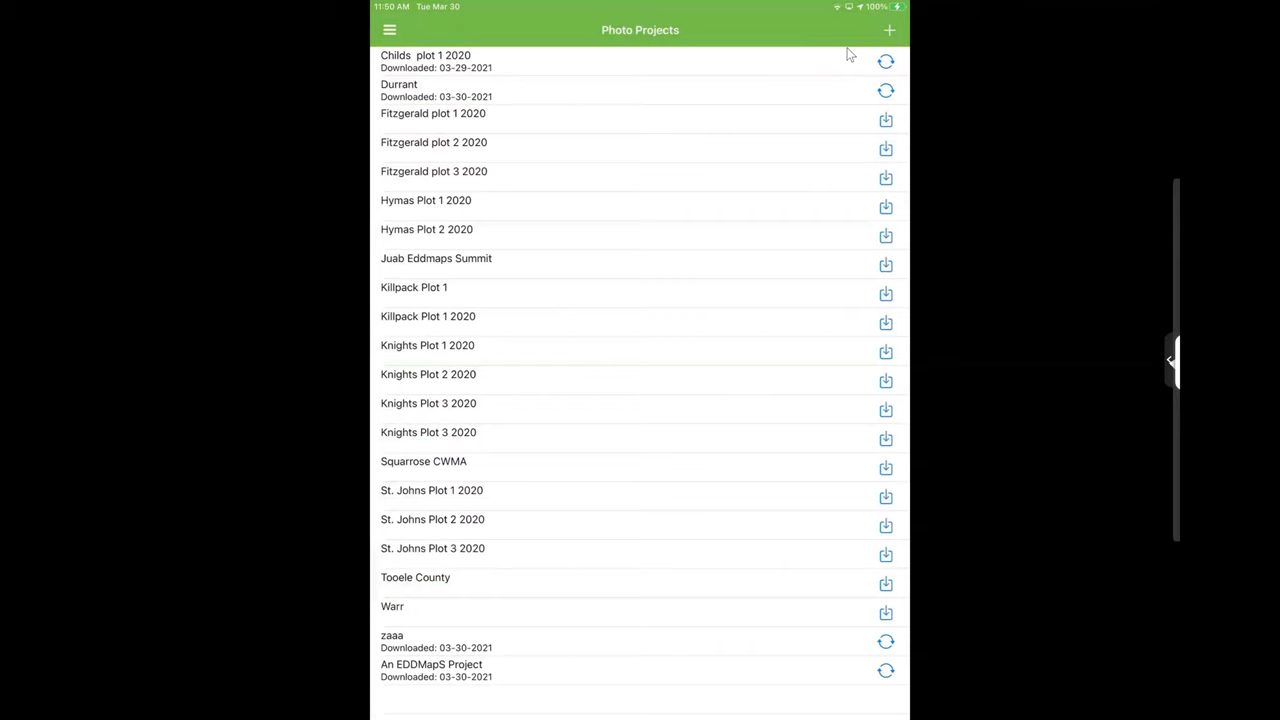 11:50 AM Tue Mar 30
100%
Photo Projects
Childs plot 1 2020
Downloaded: 03-29-2021
Durrant
Downloaded: 03-30-2021
Fitzgerald plot 1 2020
Fitzgerald plot 2 2020
Fitzgerald plot 3 2020
Hymas Plot 1 2020
Hymas Plot 2 2020
Juab Eddmaps Summit
Killpack Plot 1
Killpack Plot 1 2020
Knights Plot 1 2020
Knights Plot 2 2020
Knights Plot 3 2020
Knights Plot 3 2020
Squarrose CWMA
St. Johns Plot 1 2020
St. Johns Plot 2 2020
St. Johns Plot 3 2020
Tooele County
Warr
zaaa
Downloaded: 03-30-2021
An EDDMapS Project
Downloaded: 03-30-2021